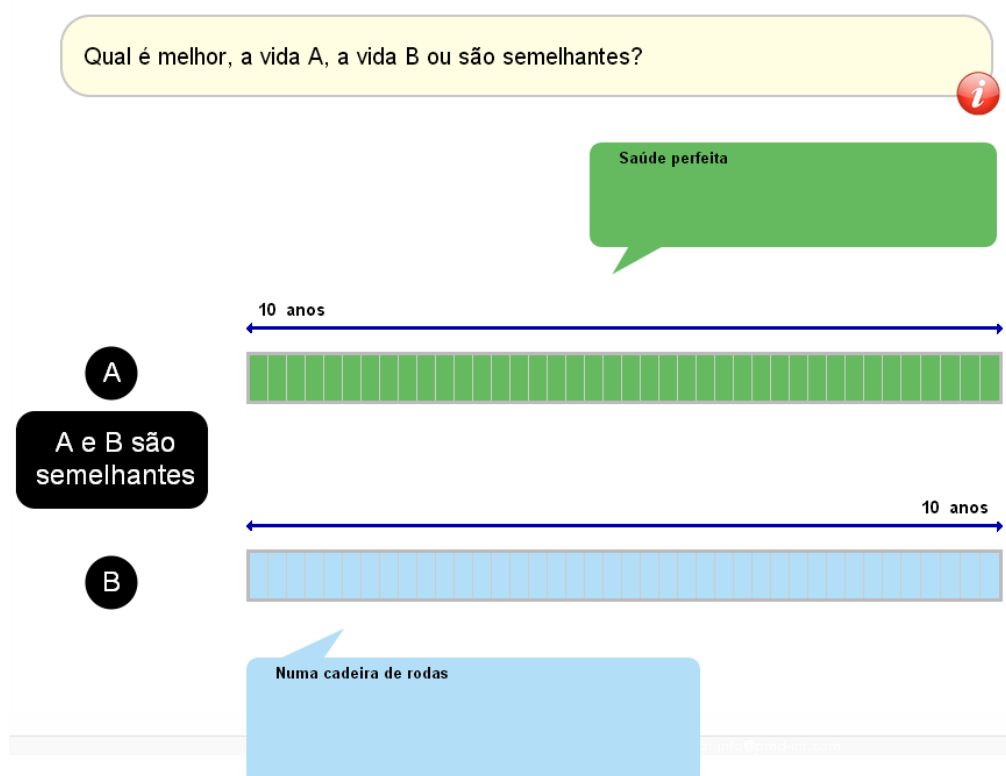 Qual é melhor, a vida A, a vida B ou são semelhantes?
i
Saúde perfeita
10 anos
A
A e B são
semelhantes
10 anos
B
Numa cadeira de rodas